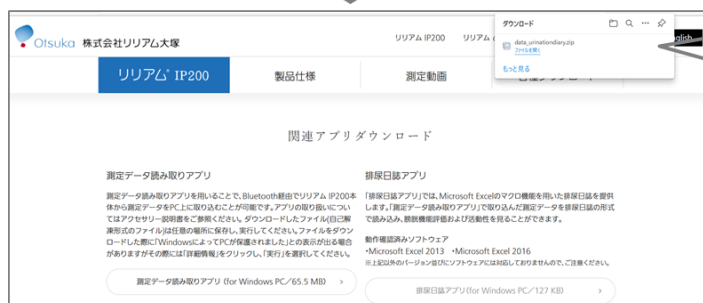 Otsuka 株式会社リリアム大塚
リリアム IP200
リリアム
ダウンロード
data_urinationdiary.zip
ファイルを開く
もっと見る
リリアム® IP200
製品仕様
測定動画
関連アプリダウンロード
測定データ読み取りアプリ
測定データ読み取りアプリを用いることで、Bluetooth経由でリリアム IP200本
体から測定データをPC上に取り込むことが可能です。アプリの取り扱いについ
てはアクセサリー説明書をご参照ください。ダウンロードしたファイル(自己解
凍形式のファイル)は任意の場所に保存し、実行してください。ファイルをダウン
ロードした際に「WindowsによってPCが保護されました」との表示が出る場合
がありますがその際には「詳細情報」をクリックし、「実行」を選択してください。
測定データ読み取りアプリ (for Windows PC/65.5 MB)
排尿日誌アプリ
「排尿日誌アプリ」では、Microsoft Excelのマクロ機能を用いた排尿日誌を提供
します。「測定データ読み取りアプリ」で取り込んだ測定データを排尿日誌の形式
で読み込み、膀胱機能評価および活動性を見ることができます。
動作確認済みソフトウェア
•Microsoft Excel 2013 •Microsoft Excel 2016
※上記以外のバージョン並びにソフトウェアには対応しておりませんので、ご注意ください。
排尿日誌アプリ(for Windows PC/127 KB)